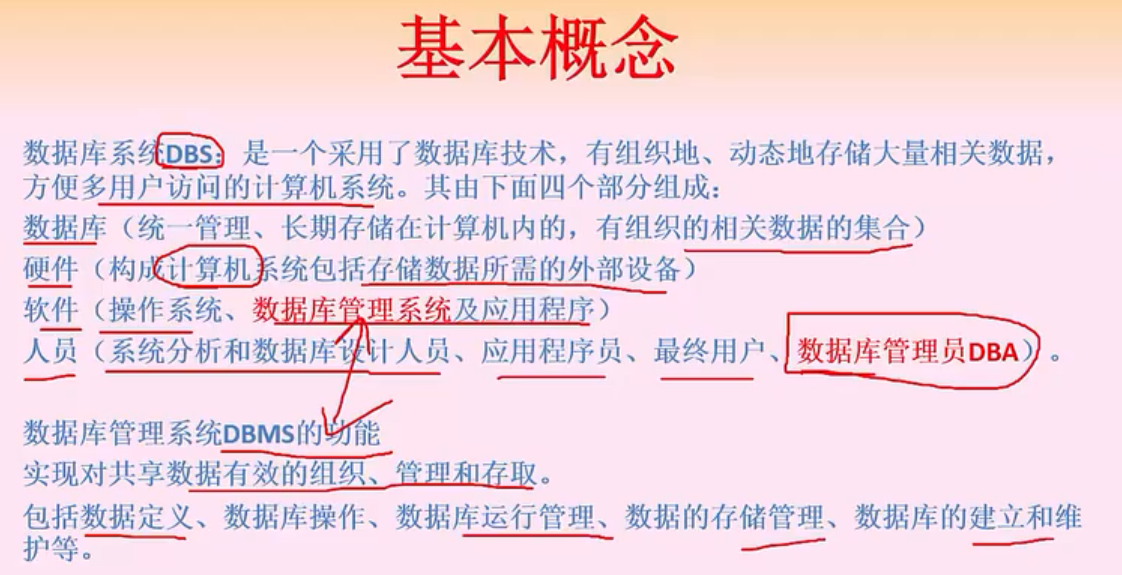 基本概念
数据库系统DBS：是一个采用了数据库技术，有组织地、动态地存储大量相关数据，
方便多用户访问的计算机系统。其由下面四个部分组成：
数据库（统一管理、长期存储在计算机内的，有组织的相关数据的集合）
硬件（构成计算机系统包括存储数据所需的外部设备）
软件（操作系统、数据库管理系统及应用程序）
人员（系统分析和数据库设计人员、应用程序员、最终用户、数据库管理员DBA）。
数据库管理系统DBMS的功能
实现对共享数据有效的组织、管理和存取。
包括数据定义、数据库操作、数据库运行管理、数据的存储管理、数据库的建立和维
护等。